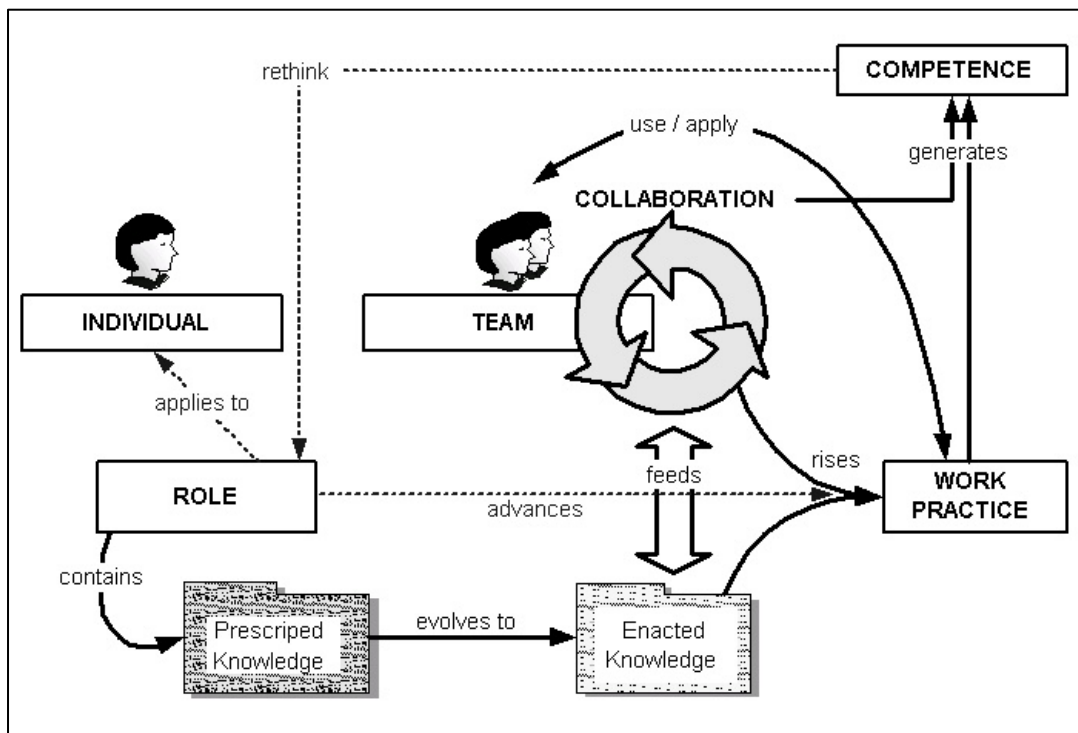 rethink
COMPETENCE
use / apply
generates
COLLABORATION
INDIVIDUAL
TEAM
applies to
ROLE
feeds
rises
WORK
PRACTICE
advances
contains
Prescriped
Knowledge
evolves to
Enacted
Knowledge